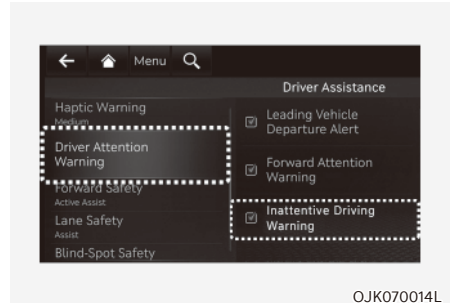 Menu
Driver Assistance
Haptic Warning
Medium
Driver Attention
Warning
Forward Safety
Active Assist
Lane Safety
Assist
Blind-Spot Safety
Leading Vehicle
Departure Alert
Forward Attention
Warning
Inattentive Driving
Warning
OJK070014L